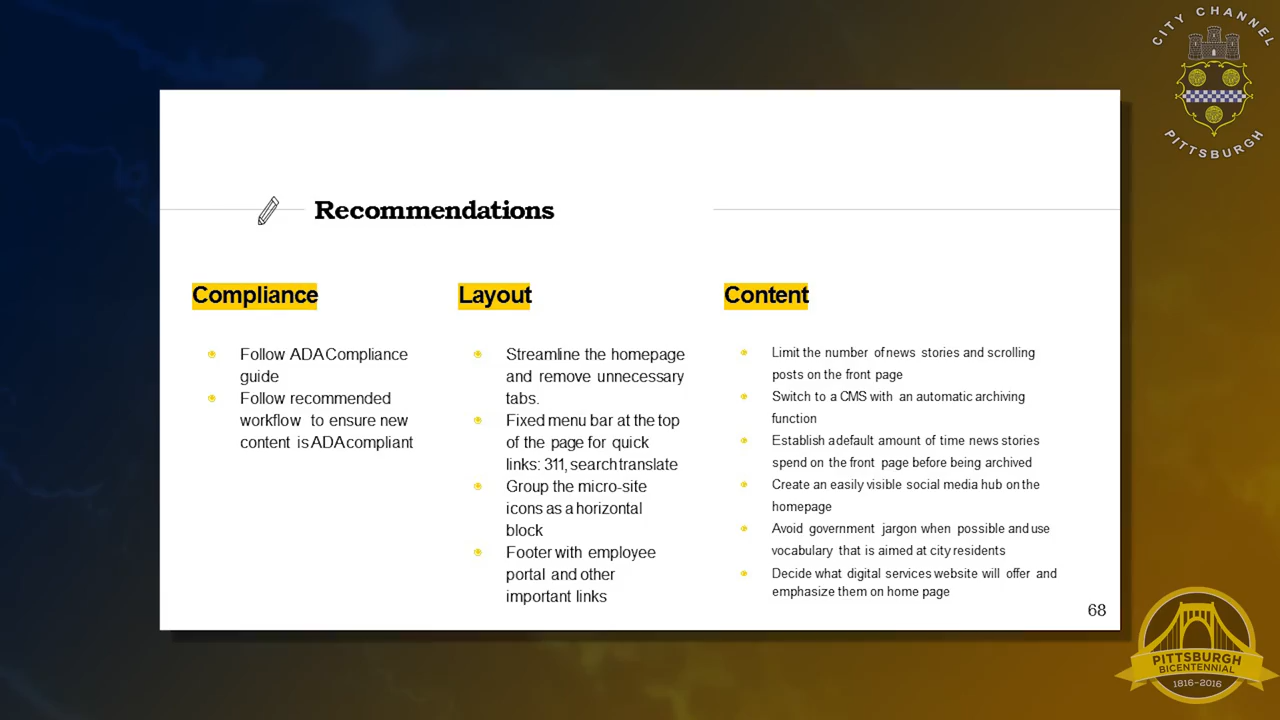 CITY CHANNEL
PITTSBURGH
Recommendations
Compliance
Follow ADA Compliance
guide
Follow recommended
workflow to ensure new
content is ADA compliant
Layout
Streamline the homepage
and remove unnecessary
tabs.
Fixed menu bar at the top
of the page for quick
links: 311, search translate
Group the micro-site
icons as a horizontal
block
Footer with employee
portal and other
important links
Content
Limit the number of news stories and scrolling
posts on the front page
Switch to a CMS with an automatic archiving
function
Establish a default amount of time news stories
spend on the front page before being archived
Create an easily visible social media hub on the
homepage
Avoid government jargon when possible and use
vocabulary that is aimed at city residents
Decide what digital services website will offer and
emphasize them on home page
68
PITTSBURGH
BICENTENNIAL
1816-2016